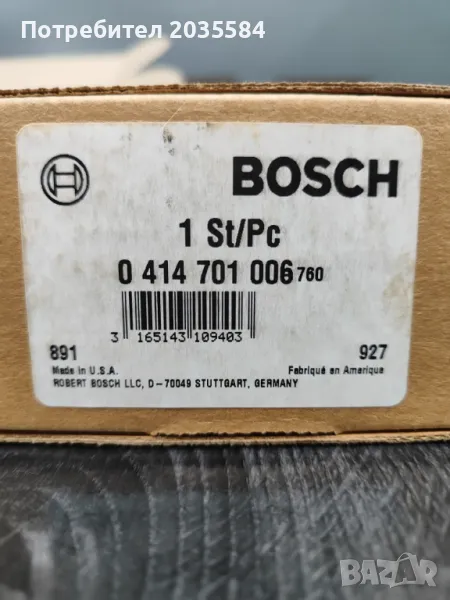 Потребител 2035584
BOSCH
1 St/Pc
0 414 701 006 760
3 165143 109403
891
927
Made in U.S.A.
Fabriqué en Amerique
ROBERT BOSCH LLC, D-70049 STUTTGART, GERMANY
BAZAR